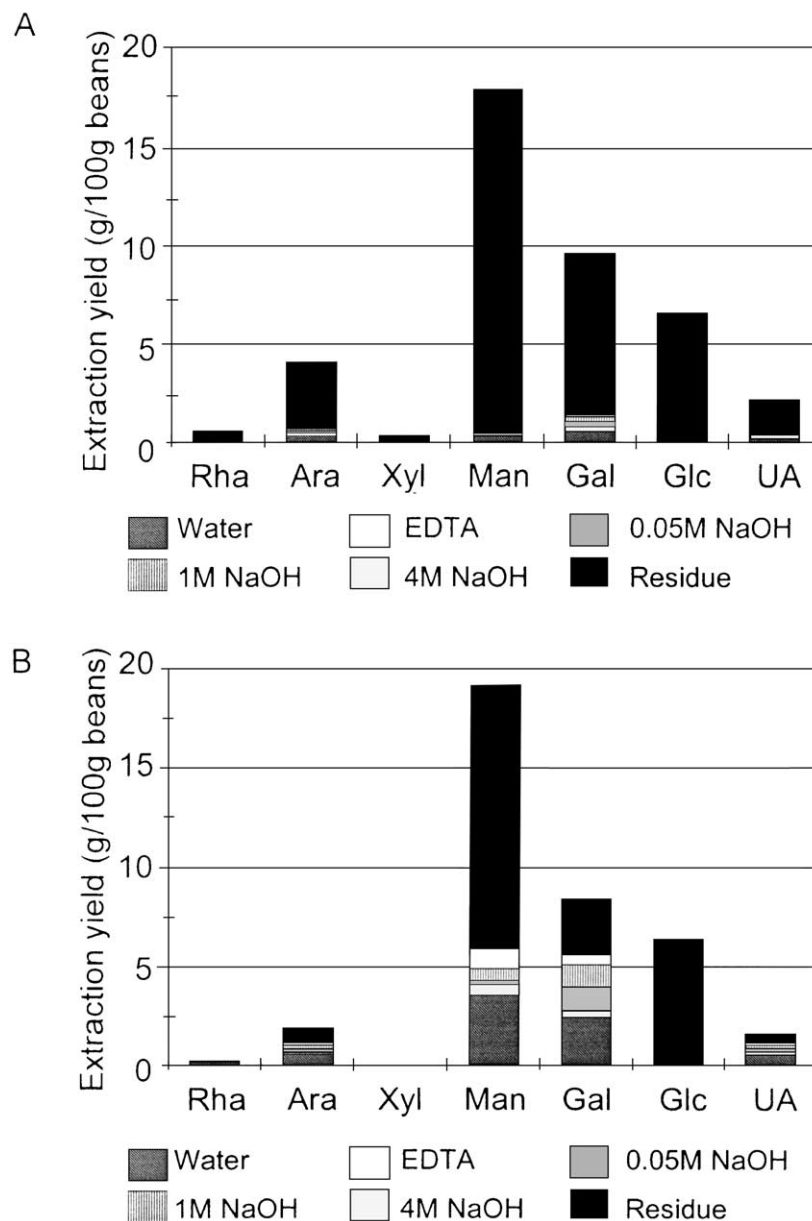 A
Extraction yield (g/100g beans)
20
15
10
5
0
Rha Ara Xyl Man Gal Glc UA
Water EDTA 0.05M NaOH
1M NaOH 4M NaOH Residue
B
Extraction yield (g/100g beans)
20
15
10
5
0
Rha Ara Xyl Man Gal Glc UA
Water EDTA 0.05M NaOH
1M NaOH 4M NaOH Residue